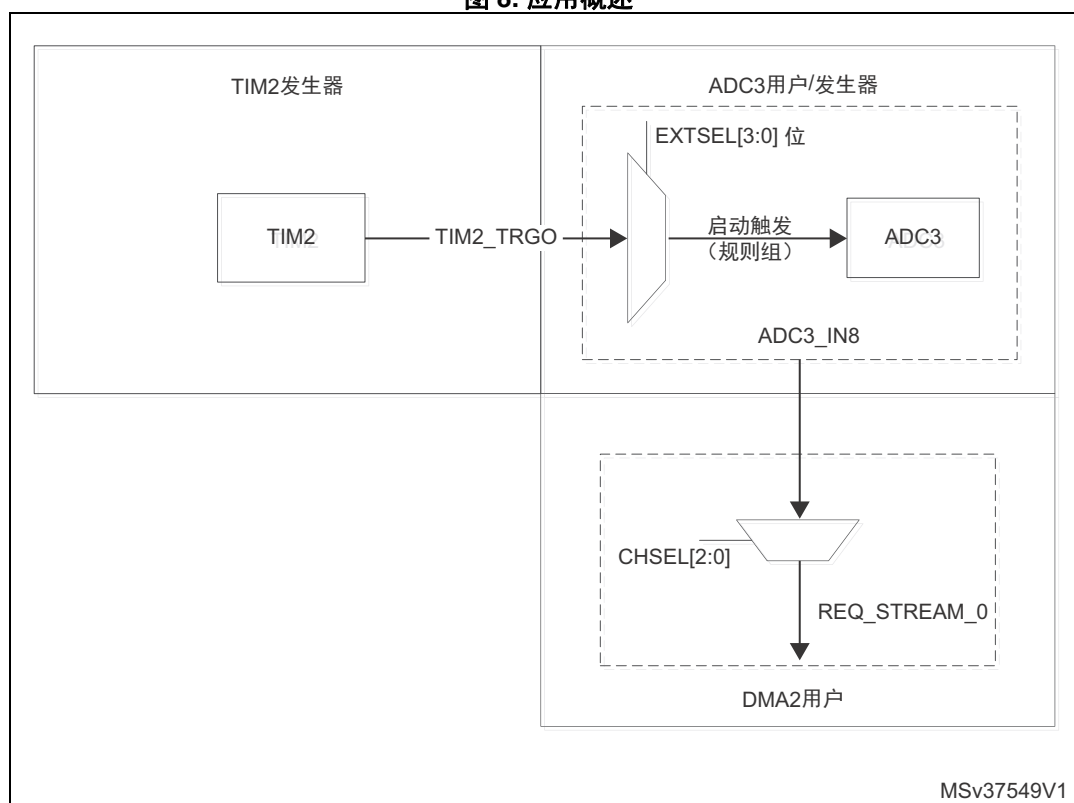 图 8. 应用概述
TIM2发生器
ADC3用户/发生器
EXTSEL[3:0] 位
TIM2
TIM2_TRGO
启动触发
（规则组）
ADC3
ADC3_IN8
CHSEL[2:0]
REQ_STREAM_0
DMA2用户
MSv37549V1